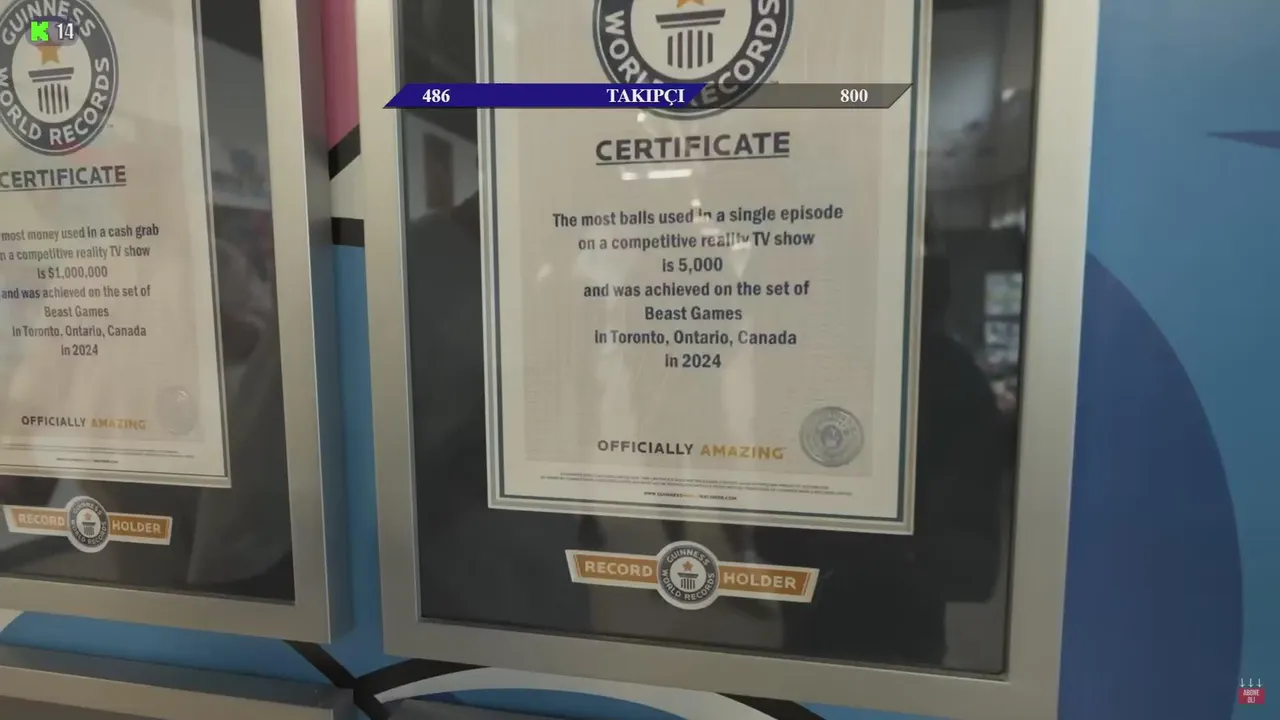 14
486 TAKIPÇI 800
GUINNESS
WORLD RECORDS
CERTIFICATE
most money used in a cash grab
a competitive reality TV show
is $1,000,000
and was achieved on the set of
Beast Games
in Toronto, Ontario, Canada
in 2024
OFFICIALLY AMAZING
RECORD HOLDER
GUINNESS
WORLD RECORDS
WORLD RECORDS
CERTIFICATE
The most balls used in a single episode
on a competitive reality TV show
is 5,000
and was achieved on the set of
Beast Games
in Toronto, Ontario, Canada
in 2024
OFFICIALLY AMAZING
RECORD HOLDER
GUINNESS
WORLD RECORDS
ABONE
OL!